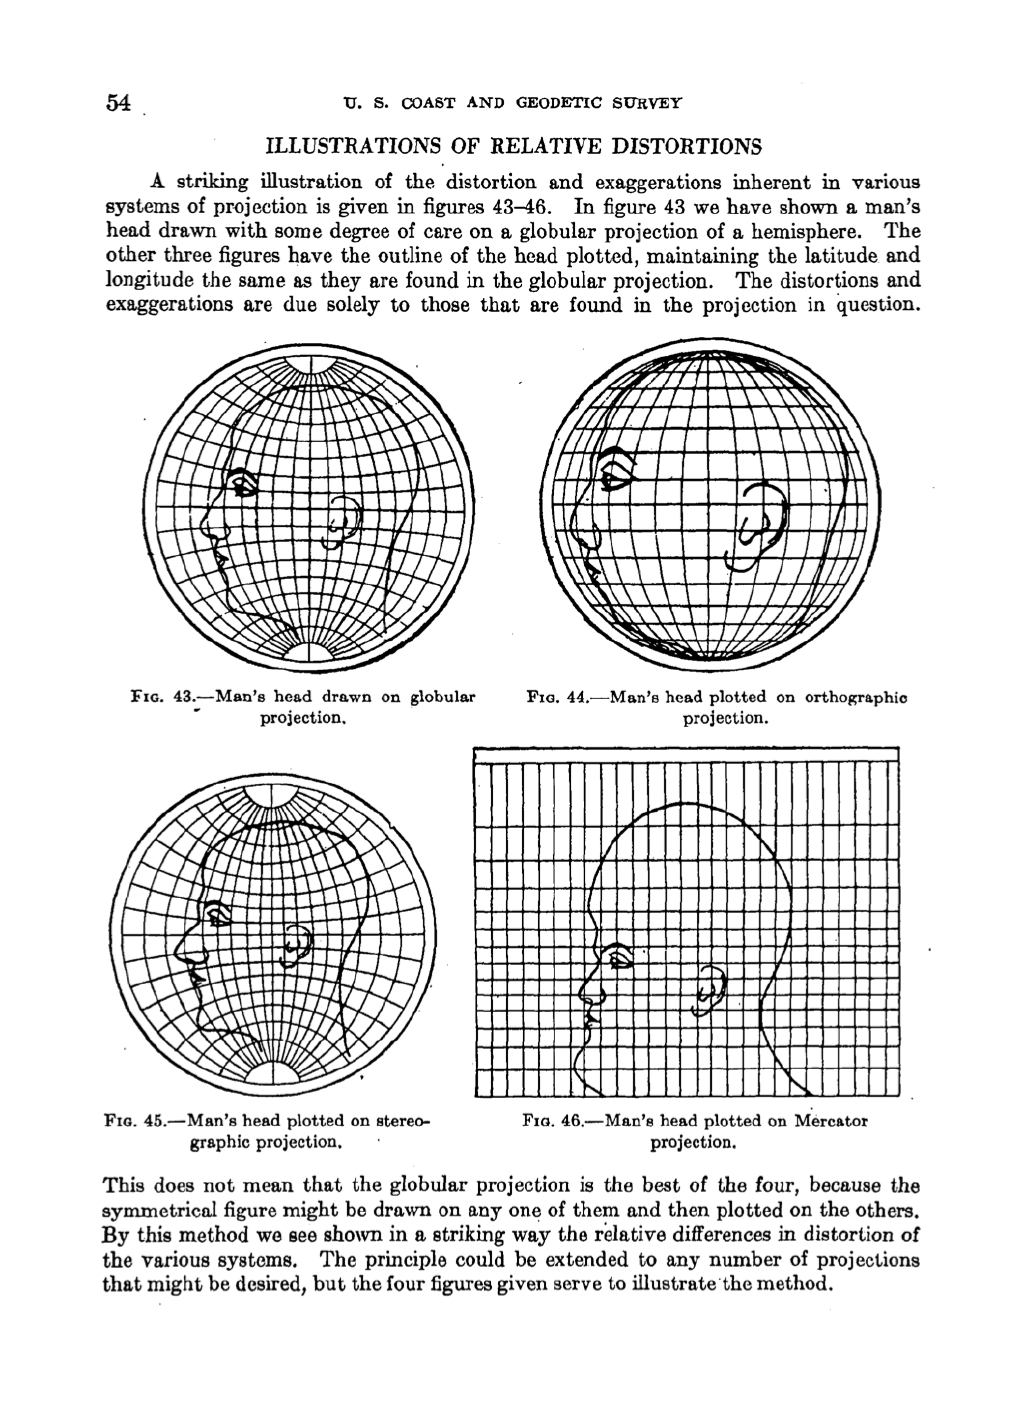 54
U. S. COAST AND GEODETIC SURVEY
ILLUSTRATIONS OF RELATIVE DISTORTIONS
A striking illustration of the distortion and exaggerations inherent in various
systems of projection is given in figures 43–46. In figure 43 we have shown a man's
head drawn with some degree of care on a globular projection of a hemisphere. The
other three figures have the outline of the head plotted, maintaining the latitude and
longitude the same as they are found in the globular projection. The distortions and
exaggerations are due solely to those that are found in the projection in question.
FIG. 43.—Man's head drawn on globular
projection.
FIG. 44.—Man's head plotted on orthographic
projection.
FIG. 45.—Man's head plotted on stereo-
graphic projection.
FIG. 46.—Man's head plotted on Mercator
projection.
This does not mean that the globular projection is the best of the four, because the
symmetrical figure might be drawn on any one of them and then plotted on the others.
By this method we see shown in a striking way the relative differences in distortion of
the various systems. The principle could be extended to any number of projections
that might be desired, but the four figures given serve to illustrate the method.